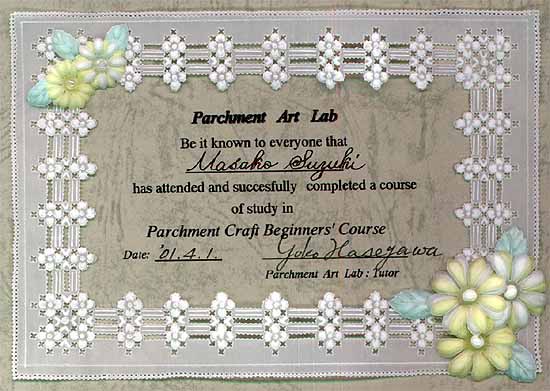 Parchment Art Lab
Be it known to everyone that
Masako Suzuki
has attended and succesfully completed a course
of study in
Parchment Craft Beginners' Course
Date: '01.4.1. Yoko Hasegawa
Parchment Art Lab : Tutor